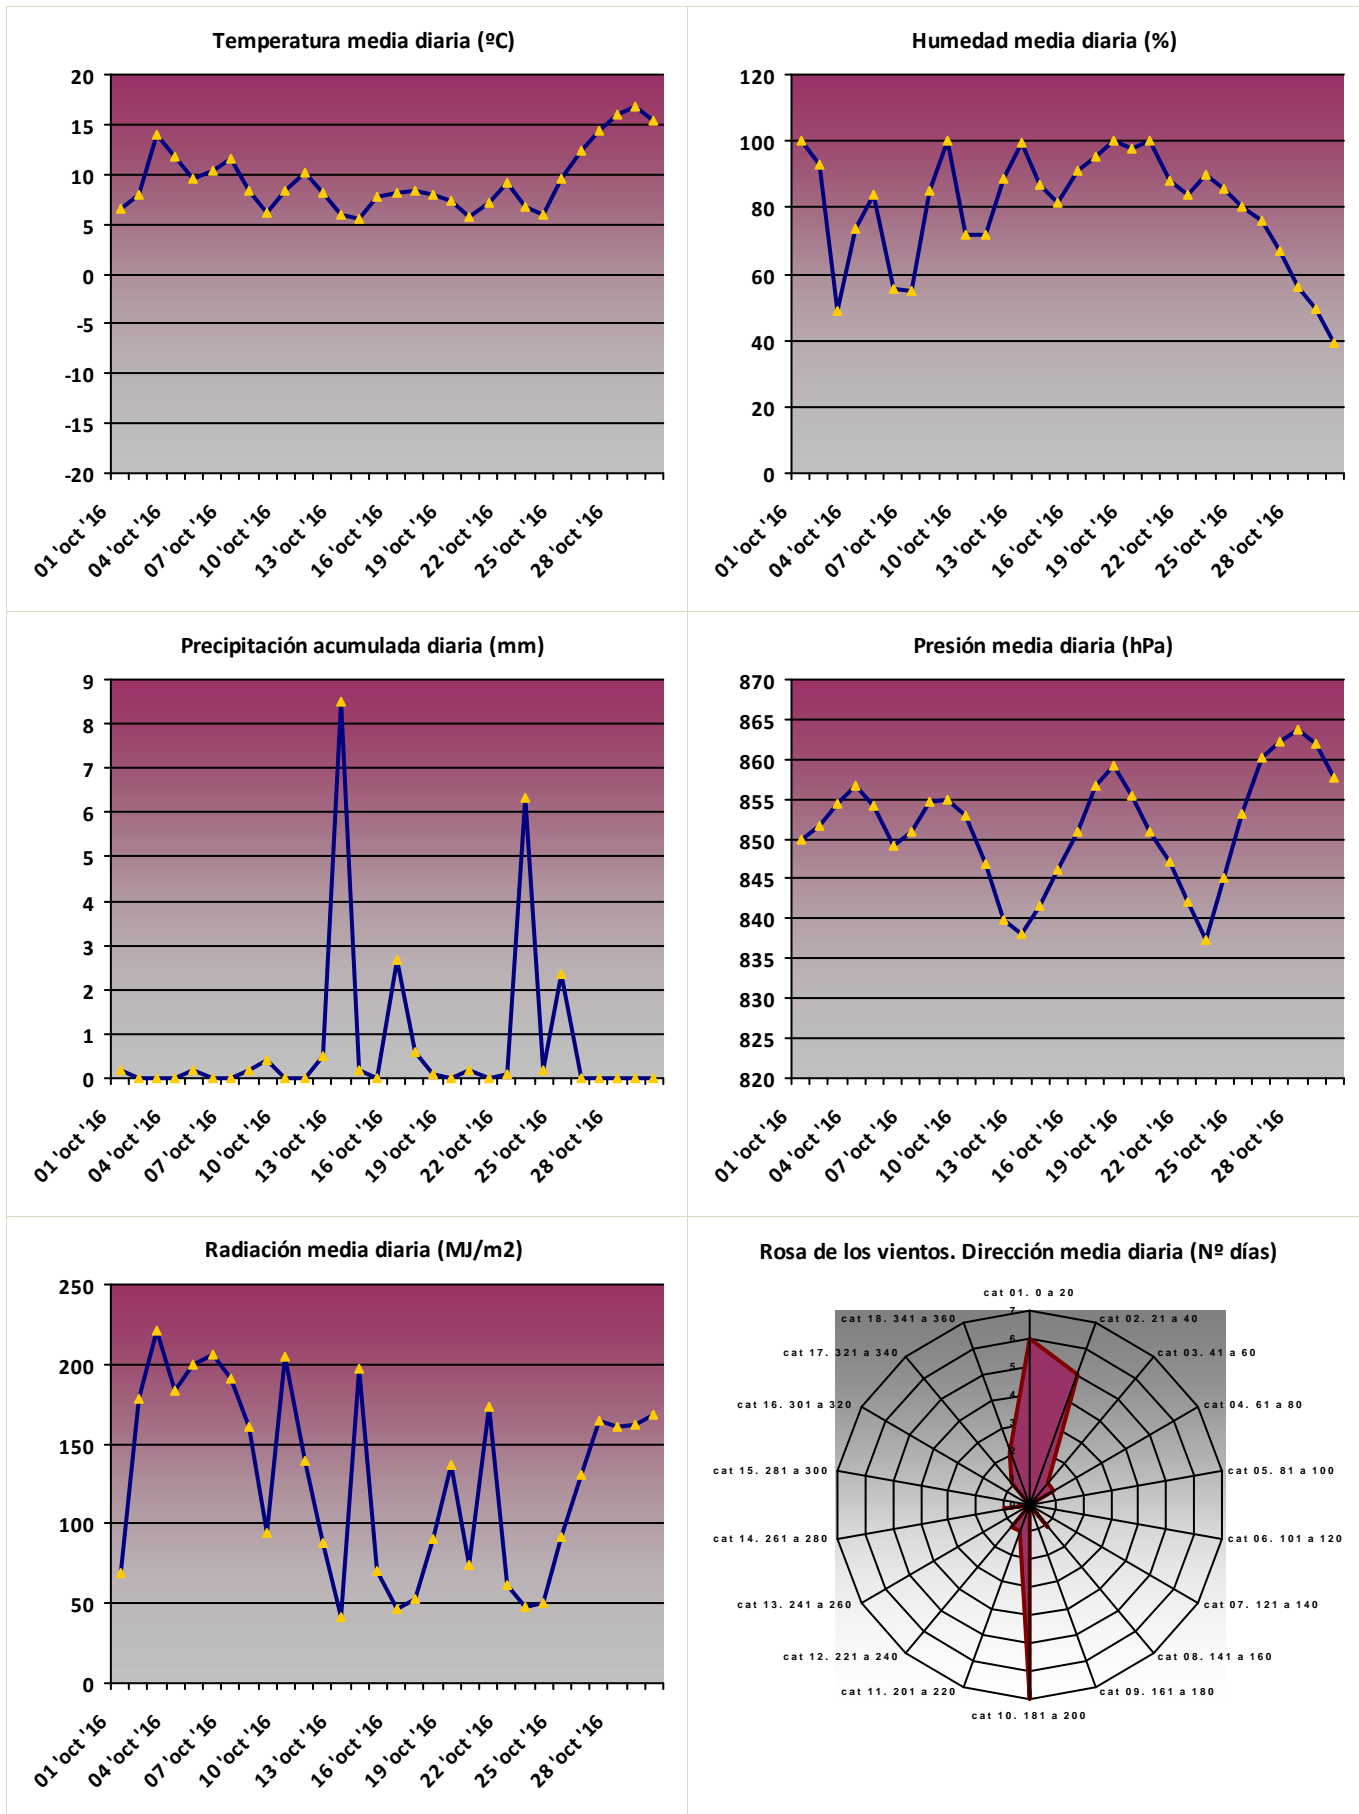 Temperatura media diaria (ºC)
20
15
10
5
0
-5
-10
-15
-20
01 'oct '16
04 'oct '16
07 'oct '16
10 'oct '16
13 'oct '16
16 'oct '16
19 'oct '16
22 'oct '16
25 'oct '16
28 'oct '16
Humedad media diaria (%)
120
100
80
60
40
20
0
01 'oct '16
04 'oct '16
07 'oct '16
10 'oct '16
13 'oct '16
16 'oct '16
19 'oct '16
22 'oct '16
25 'oct '16
28 'oct '16
Precipitación acumulada diaria (mm)
9
8
7
6
5
4
3
2
1
0
01 'oct '16
04 'oct '16
07 'oct '16
10 'oct '16
13 'oct '16
16 'oct '16
19 'oct '16
22 'oct '16
25 'oct '16
28 'oct '16
Presión media diaria (hPa)
870
865
860
855
850
845
840
835
830
825
820
01 'oct '16
04 'oct '16
07 'oct '16
10 'oct '16
13 'oct '16
16 'oct '16
19 'oct '16
22 'oct '16
25 'oct '16
28 'oct '16
Radiación media diaria (MJ/m2)
250
200
150
100
50
0
01 'oct '16
04 'oct '16
07 'oct '16
10 'oct '16
13 'oct '16
16 'oct '16
19 'oct '16
22 'oct '16
25 'oct '16
28 'oct '16
Rosa de los vientos. Dirección media diaria (Nº días)
cat 01. 0 a 20
cat 02. 21 a 40
cat 03. 41 a 60
cat 04. 61 a 80
cat 05. 81 a 100
cat 06. 101 a 120
cat 07. 121 a 140
cat 08. 141 a 160
cat 09. 161 a 180
cat 10. 181 a 200
cat 11. 201 a 220
cat 12. 221 a 240
cat 13. 241 a 260
cat 14. 261 a 280
cat 15. 281 a 300
cat 16. 301 a 320
cat 17. 321 a 340
cat 18. 341 a 360
7
6
5
4
3
2
1
0